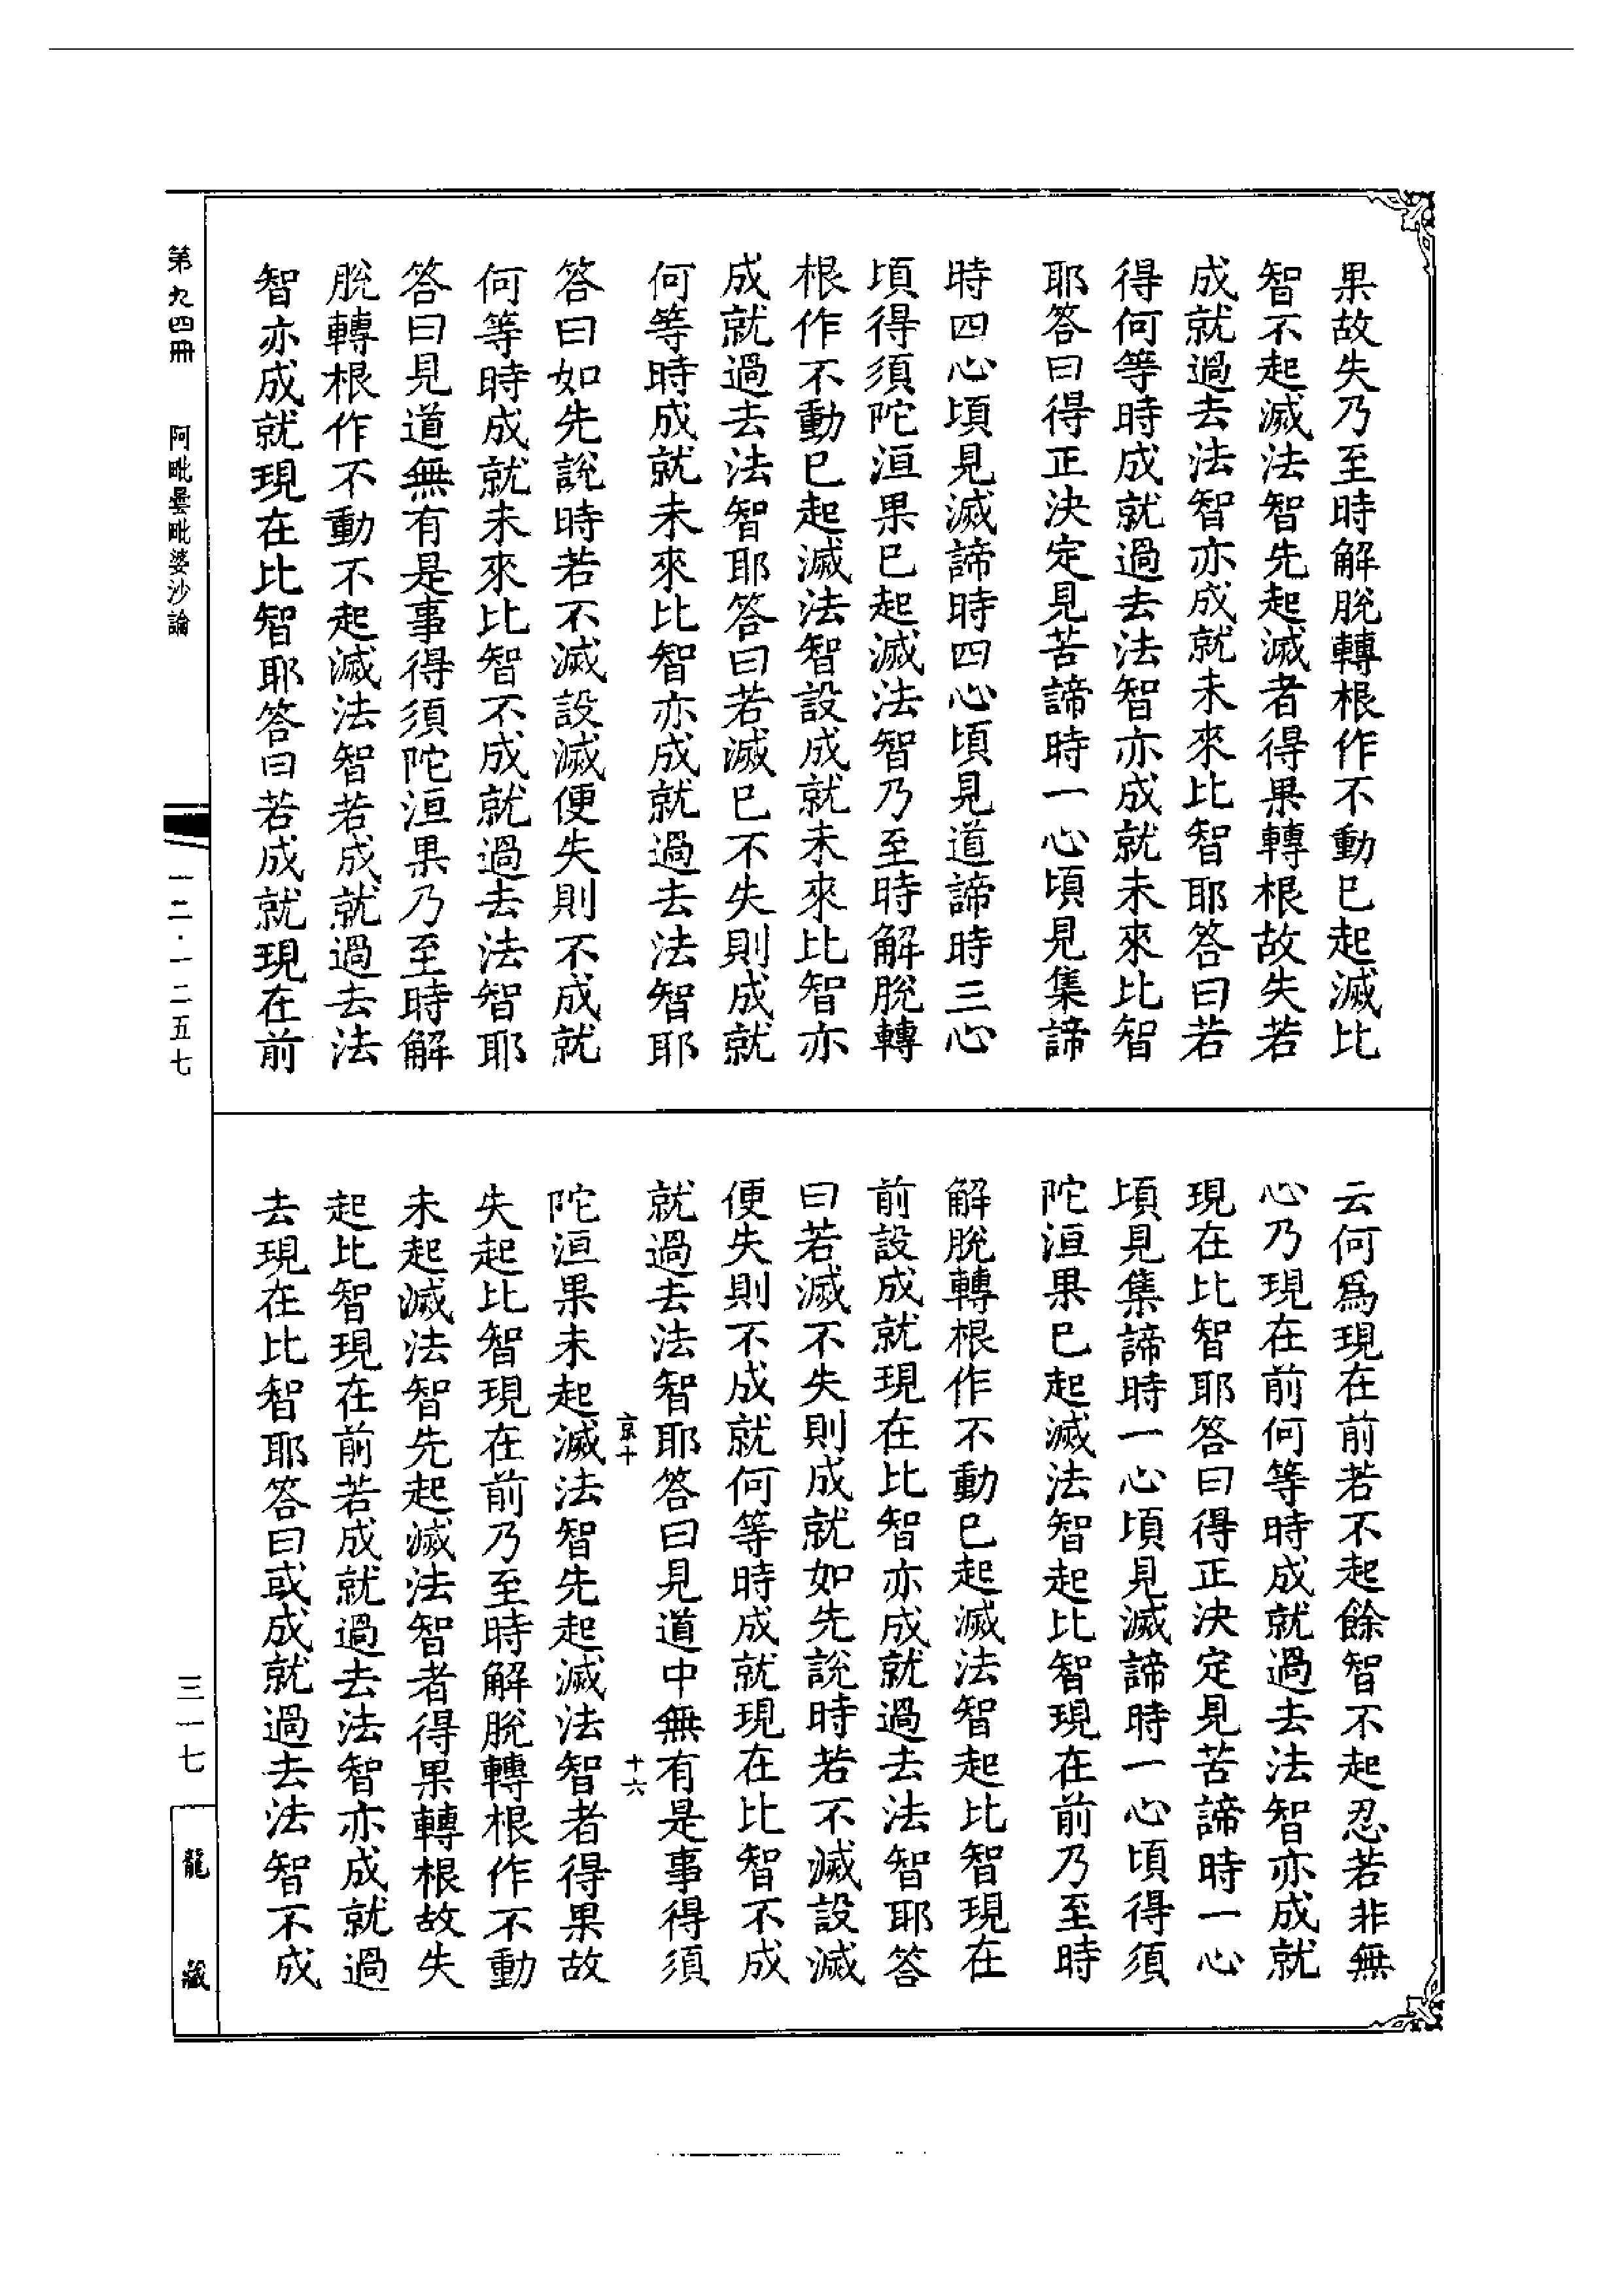 果故失乃至時解脫轉根作不動已起滅比
智不起滅法智先起滅者得果轉根故失若
成就過去法智亦成就未來比智耶答曰若
得何等時成就過去法智亦成就未來比智
耶答曰得正決定見苦諦時一心頃見集諦
時四心頃見滅諦時四心頃見道諦時三心
頃得須陀洹果已起滅法智乃至時解脫轉
根作不動已起滅法智設成就未來比智亦
成就過去法智耶答曰若滅已不失則成就
何等時成就未來比智亦成就過去法智耶
答曰如先說時若不滅設滅便失則不成就
何等時成就未來比智不成就過去法智耶
答曰見道無有是事得須陀洹果乃至時解
脫轉根作不動不起滅法智若成就過去法
智亦成就現在比智耶答曰若成就現在前
云何為現在前若不起餘智不起忍若非無
心乃現在前何等時成就過去法智亦成就
現在比智耶答曰得正決定見苦諦時一心
頃見集諦時一心頃見滅諦時一心頃得須
陀洹果已起滅法智起比智現在前乃至時
解脫轉根作不動已起滅法智起比智現在
前設成就現在比智亦成就過去法智耶答
曰若滅不失則成就如先說時若不滅設滅
便失則不成就何等時成就現在比智不成
就過去法智耶答曰見道中無有是事得須
京十 十六
陀洹果未起滅法智先起滅法智者得果故
失起比智現在前乃至時解脫轉根作不動
未起滅法智先起滅法智者得果轉根故失
起比智現在前若成就過去法智亦成就過
去現在比智耶答曰或成就過去法智不成
第九四冊 阿毗曇毗婆沙論 一二·一二五七 三一七 龍藏